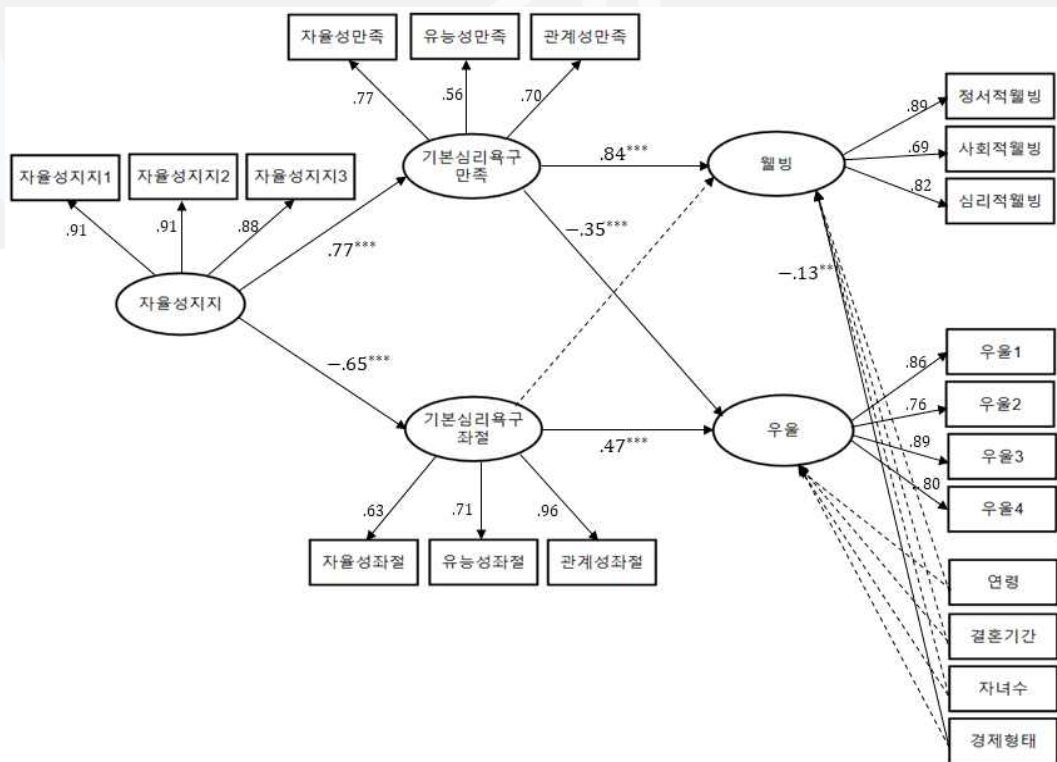 자율성만족
유능성만족
관계성만족
.77
.56
.70
정서적웰빙
사회적웰빙
심리적웰빙
.89
.69
.82
기본심리욕구
만족
.84***
웰빙
자율성지지1
자율성지지2
자율성지지3
.91
.91
.88
.77***
−.35***
−.13**
자율성지지
−.65***
우울1
우울2
우울3
우울4
.86
.76
.89
.80
기본심리욕구
좌절
.47***
우울
.63
.71
.96
자율성좌절
유능성좌절
관계성좌절
연령
결혼기간
자녀수
경제형태